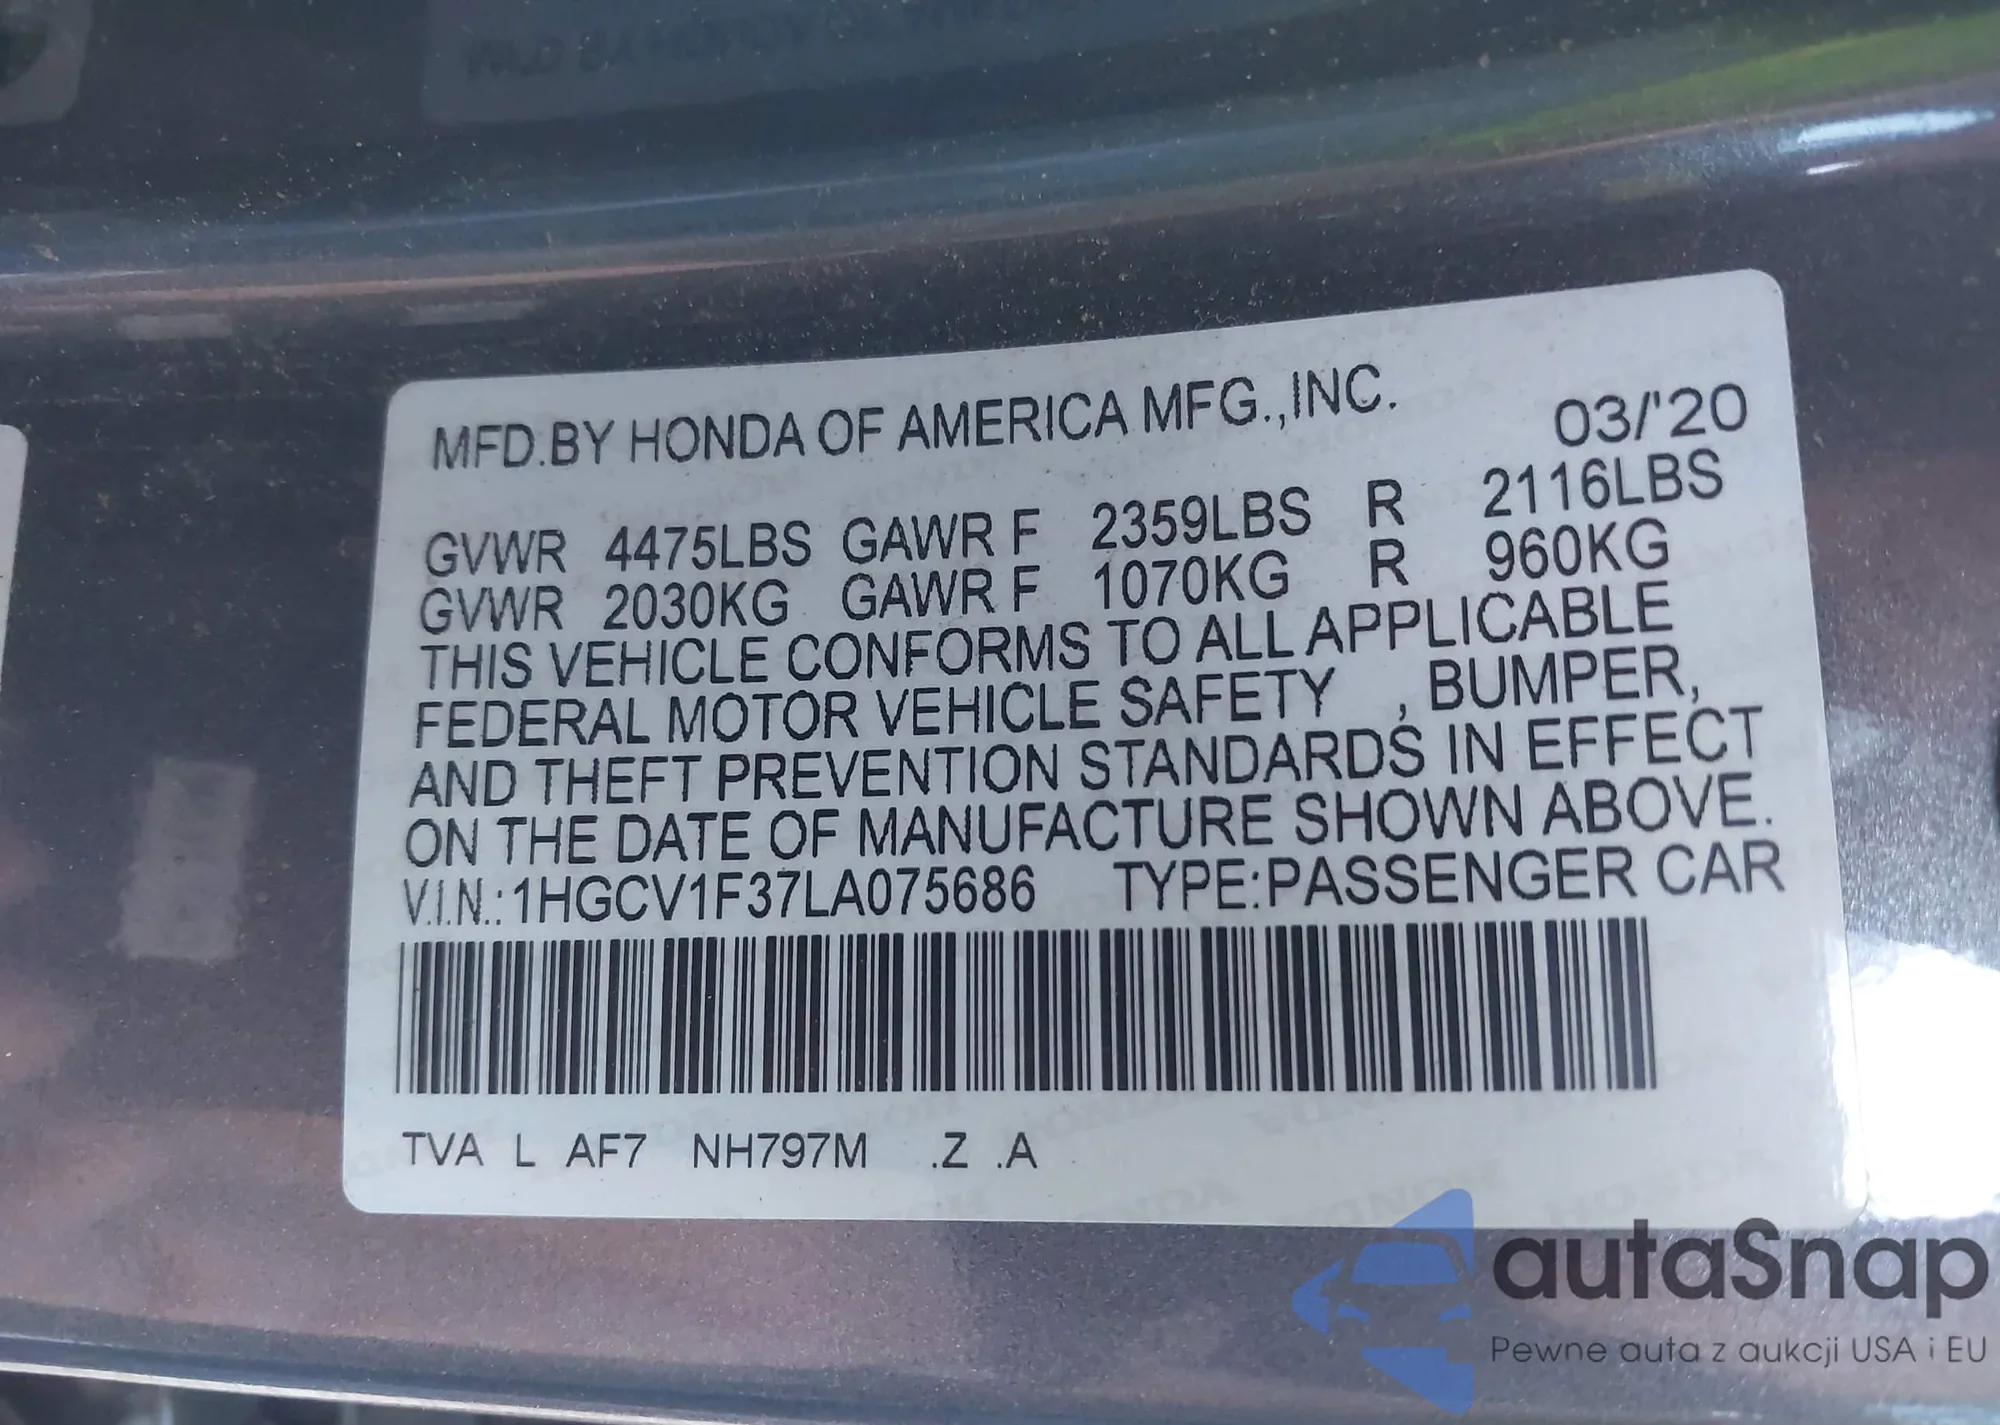 MFD.BY HONDA OF AMERICA MFG.,INC. 03/'20
GVWR 4475LBS GAWR F 2359LBS R 2116LBS
GVWR 2030KG GAWR F 1070KG R 960KG
THIS VEHICLE CONFORMS TO ALL APPLICABLE
FEDERAL MOTOR VEHICLE SAFETY , BUMPER,
AND THEFT PREVENTION STANDARDS IN EFFECT
ON THE DATE OF MANUFACTURE SHOWN ABOVE.
V.I.N.:1HGCV1F37LA075686 TYPE:PASSENGER CAR
TVA L AF7 NH797M .Z .A
autaSnap
Pewne auta z aukcji USA i EU